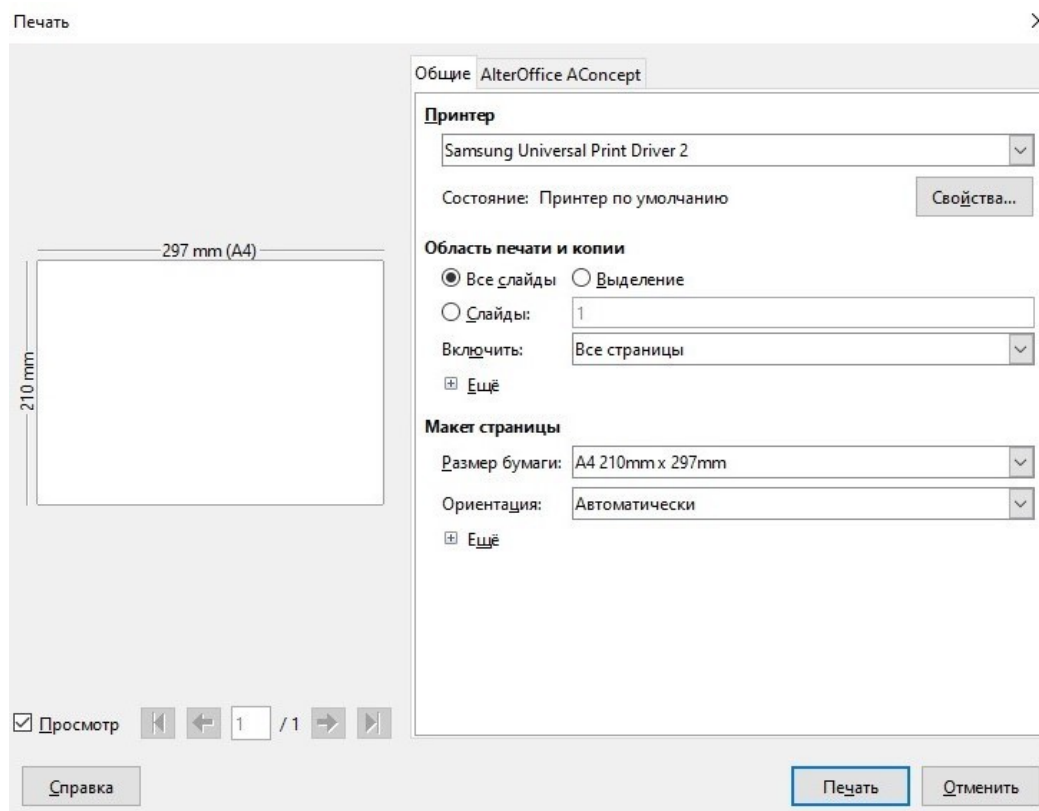 Печать
Общие AlterOffice AConcept
Принтер
Samsung Universal Print Driver 2
Состояние: Принтер по умолчанию Свойства...
297 mm (A4)
210 mm
Область печати и копии
Все слайды Выделение
Слайды: 1
Включить: Все страницы
Ещё
Макет страницы
Размер бумаги: A4 210mm x 297mm
Ориентация: Автоматически
Ещё
Просмотр 1 / 1
Справка Печать Отменить